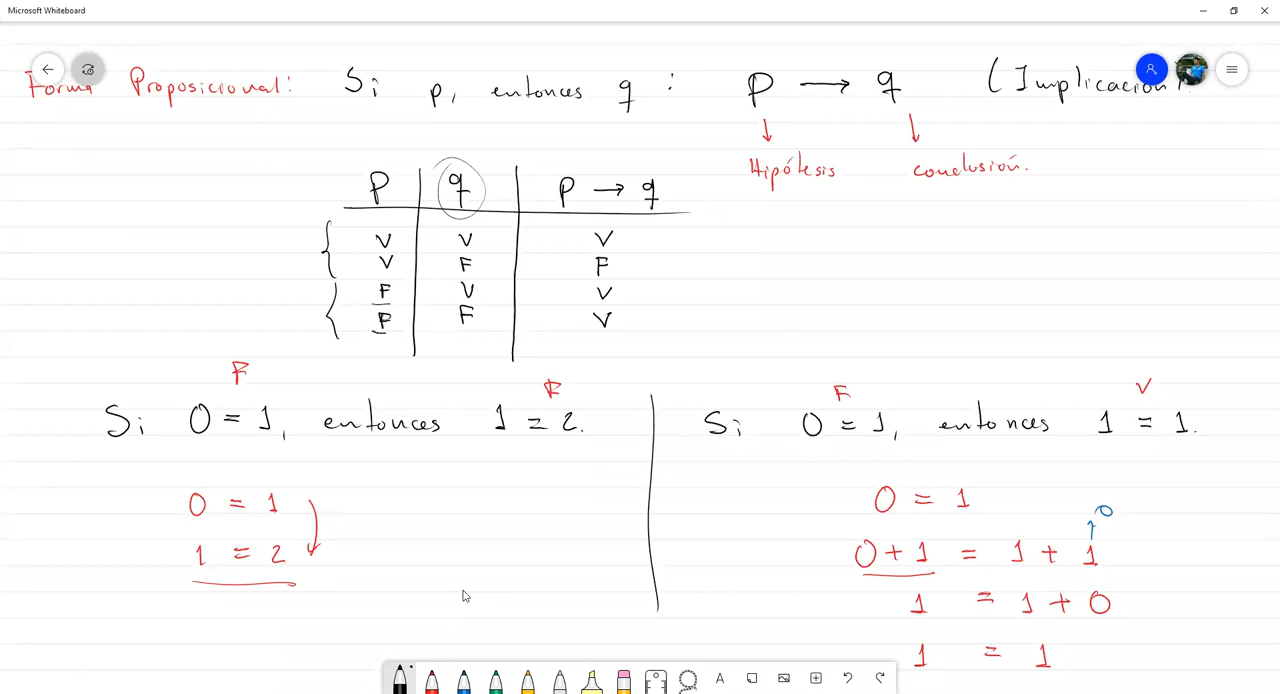 Microsoft Whiteboard
Forma Proposicional: Si p, entonces q : p → q (Implicación).
Hipótesis conclusión.
p q p → q
V V V
V F F
F V V
F F V
F F F V
Si 0 = 1, entonces 1 = 2. Si 0 = 1, entonces 1 = 1.
0 = 1 0 = 1
0
1 = 2 0 + 1 = 1 + 1
1 = 1 + 0
1 = 1
A